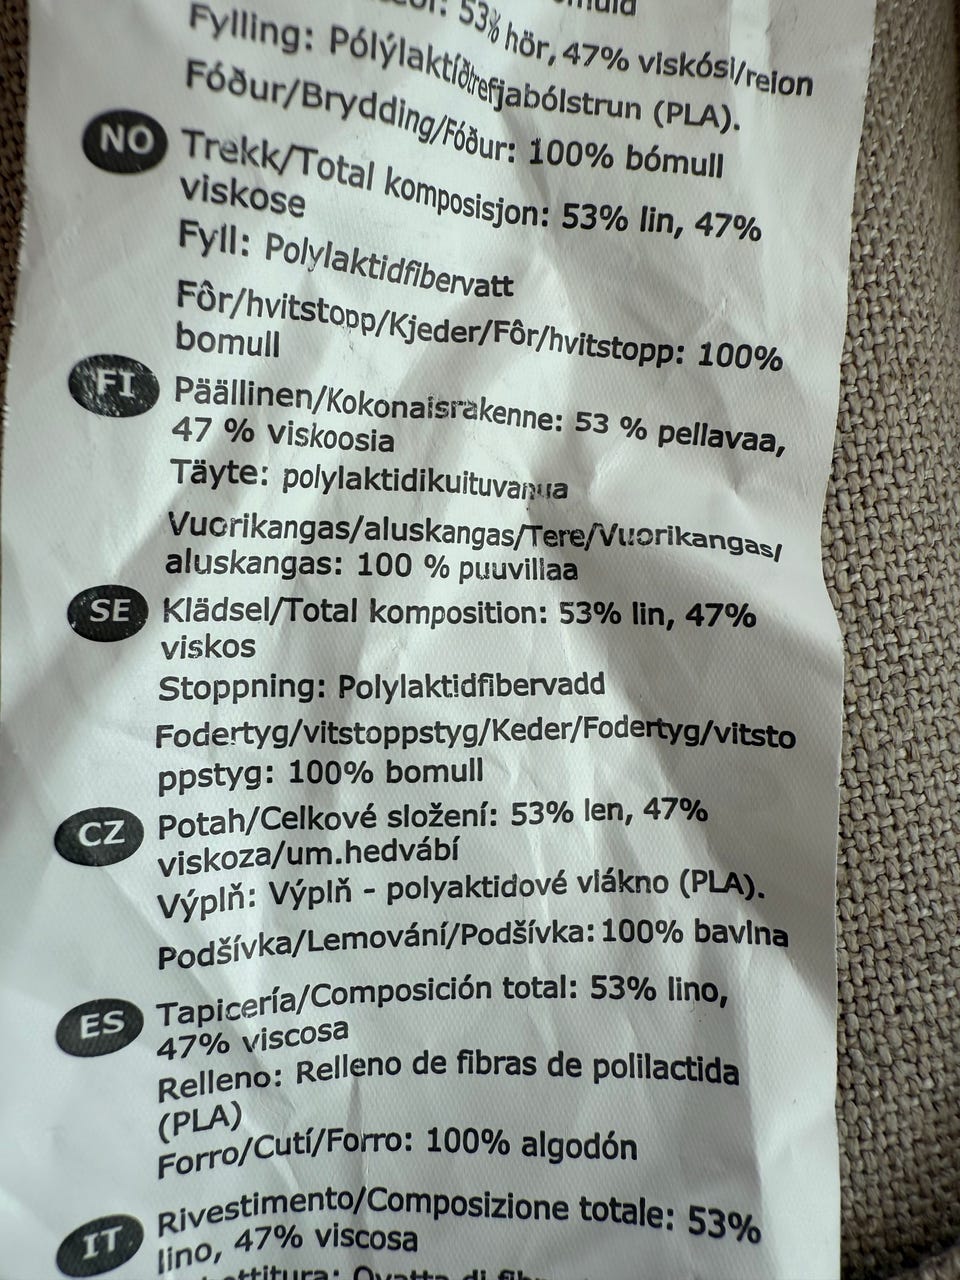 53% hör, 47% viskósi/reion
Fylling: Pólýlaktíðtrefjabólstrun (PLA).
Fóður/Brydding/Fóður: 100% bómull
NO Trekk/Total komposisjon: 53% lin, 47%
viskose
Fyll: Polylaktidfibervatt
Fôr/hvitstopp/Kjeder/Fôr/hvitstopp: 100%
bomull
FI Päällinen/Kokonaisrakenne: 53 % pellavaa,
47 % viskoosia
Täyte: polylaktidikuituvanua
Vuorikangas/aluskangas/Tere/Vuorikangas/
aluskangas: 100 % puuvillaa
SE Klädsel/Total komposition: 53% lin, 47%
viskos
Stoppning: Polylaktidfibervadd
Fodertyg/vitstoppstyg/Keder/Fodertyg/vitsto
ppstyg: 100% bomull
CZ Potah/Celkové složení: 53% len, 47%
viskoza/um.hedvábí
Výplň: Výplň - polyaktidové vlákno (PLA).
Podšívka/Lemování/Podšívka: 100% bavlna
ES Tapicería/Composición total: 53% lino,
47% viscosa
Relleno: Relleno de fibras de polilactida
(PLA)
Forro/Cutí/Forro: 100% algodón
IT Rivestimento/Composizione totale: 53%
lino, 47% viscosa